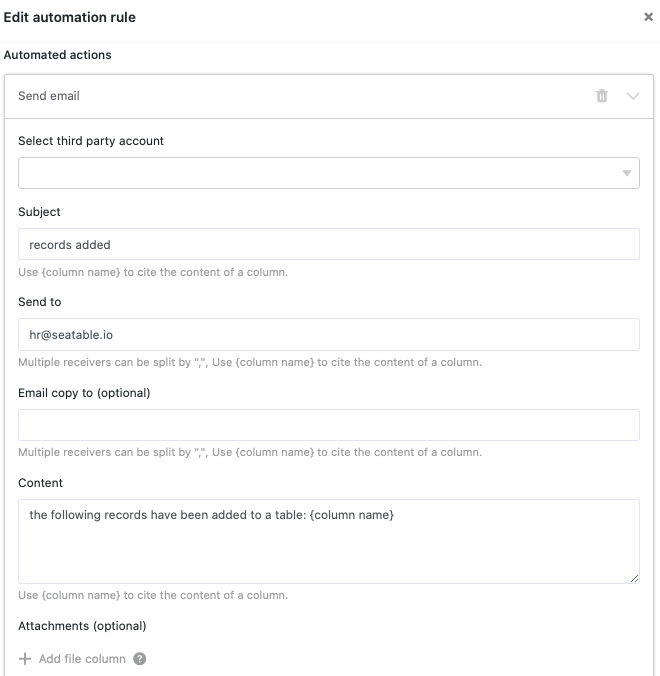 Edit automation rule
Automated actions
Send email
Select third party account
Subject
records added
Use {column name} to cite the content of a column.
Send to
hr@seatable.io
Multiple receivers can be split by ",", Use {column name} to cite the content of a column.
Email copy to (optional)
Multiple receivers can be split by ",", Use {column name} to cite the content of a column.
Content
the following records have been added to a table: {column name}
Use {column name} to cite the content of a column.
Attachments (optional)
+ Add file column ?